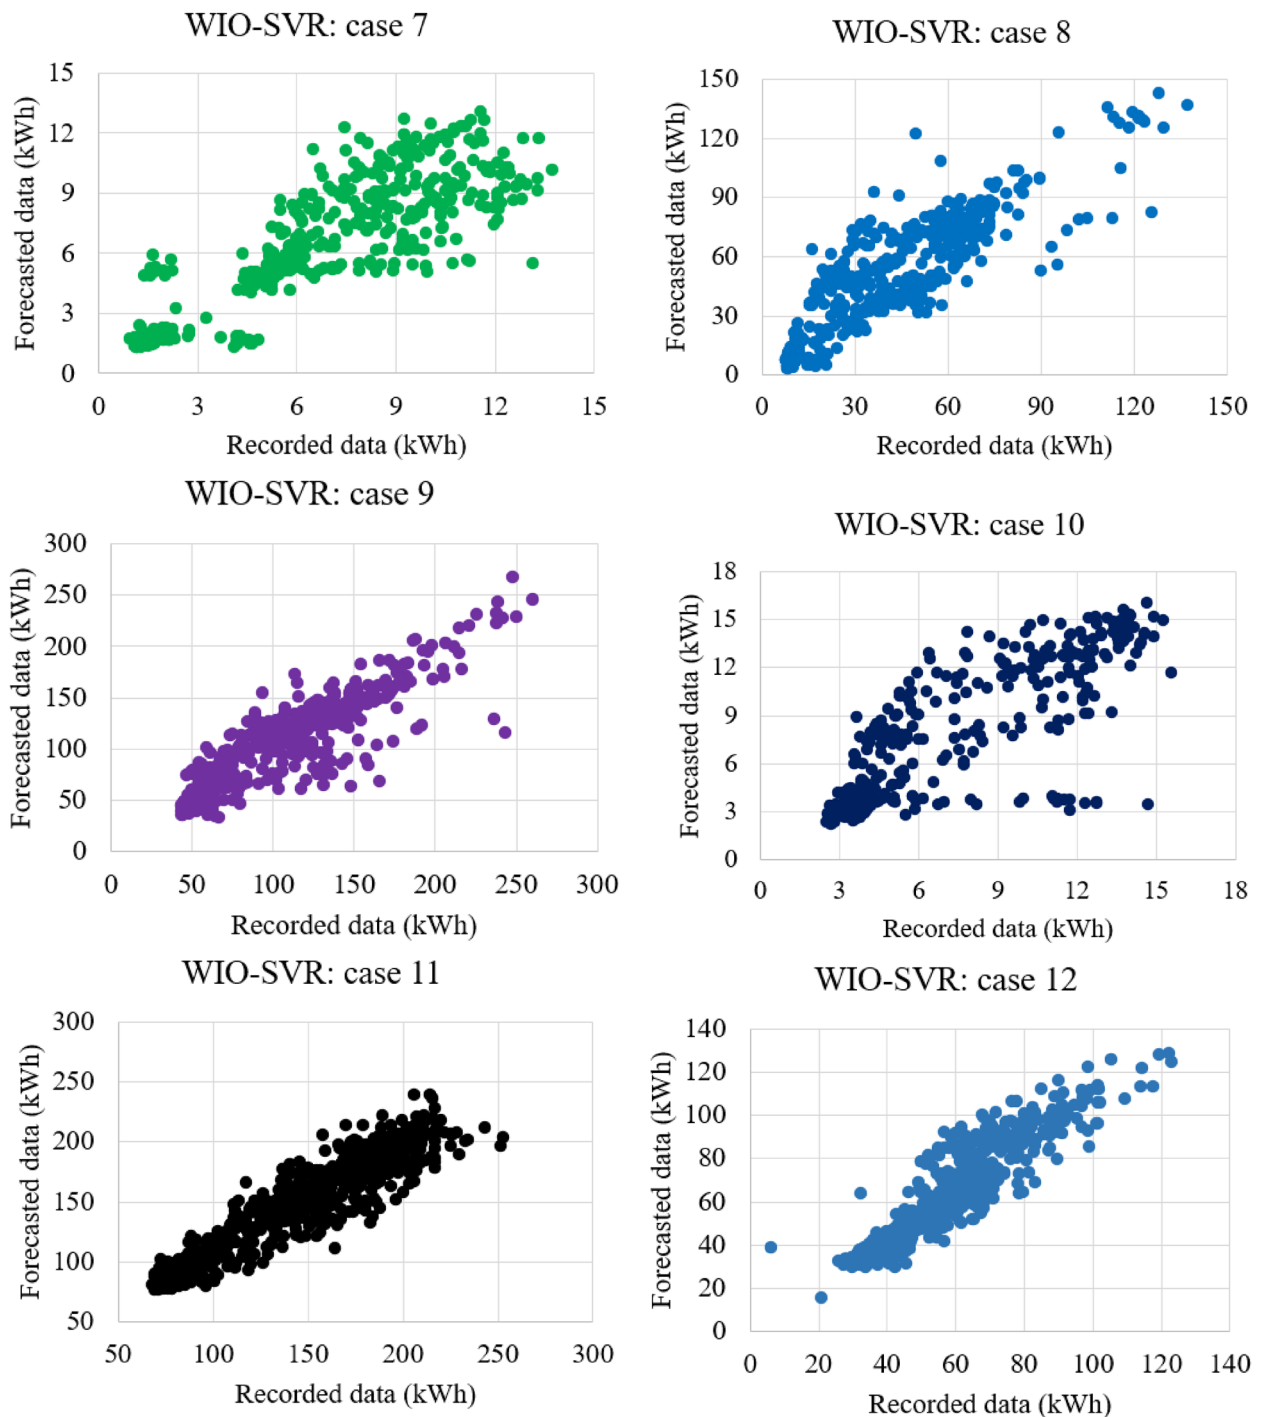 WIO-SVR: case 7
15
12
9
6
3
0
0 3 6 9 12 15
Forecasted data (kWh)
Recorded data (kWh)
WIO-SVR: case 8
150
120
90
60
30
0
0 30 60 90 120 150
Forecasted data (kWh)
Recorded data (kWh)
WIO-SVR: case 9
300
250
200
150
100
50
0
0 50 100 150 200 250 300
Forecasted data (kWh)
Recorded data (kWh)
WIO-SVR: case 10
18
15
12
9
6
3
0
0 3 6 9 12 15 18
Forecasted data (kWh)
Recorded data (kWh)
WIO-SVR: case 11
300
250
200
150
100
50
50 100 150 200 250 300
Forecasted data (kWh)
Recorded data (kWh)
WIO-SVR: case 12
140
120
100
80
60
40
20
0
0 20 40 60 80 100 120 140
Forecasted data (kWh)
Recorded data (kWh)